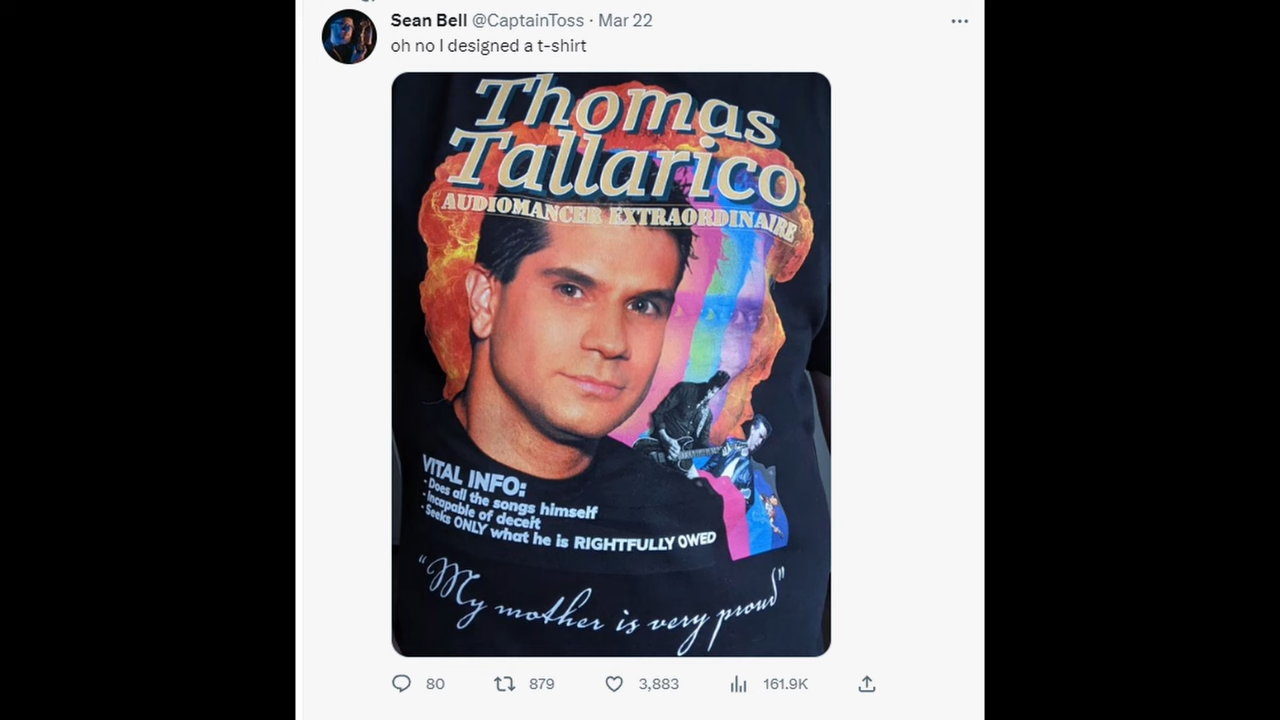 Sean Bell @CaptainToss · Mar 22
oh no I designed a t-shirt
Thomas
Tallarico
AUDIOMANCER EXTRAORDINAIRE
VITAL INFO:
- Does all the songs himself
- Incapable of deceit
- Seeks ONLY what he is RIGHTFULLY OWED
"My mother is very proud"
80 879 3,883 161.9K